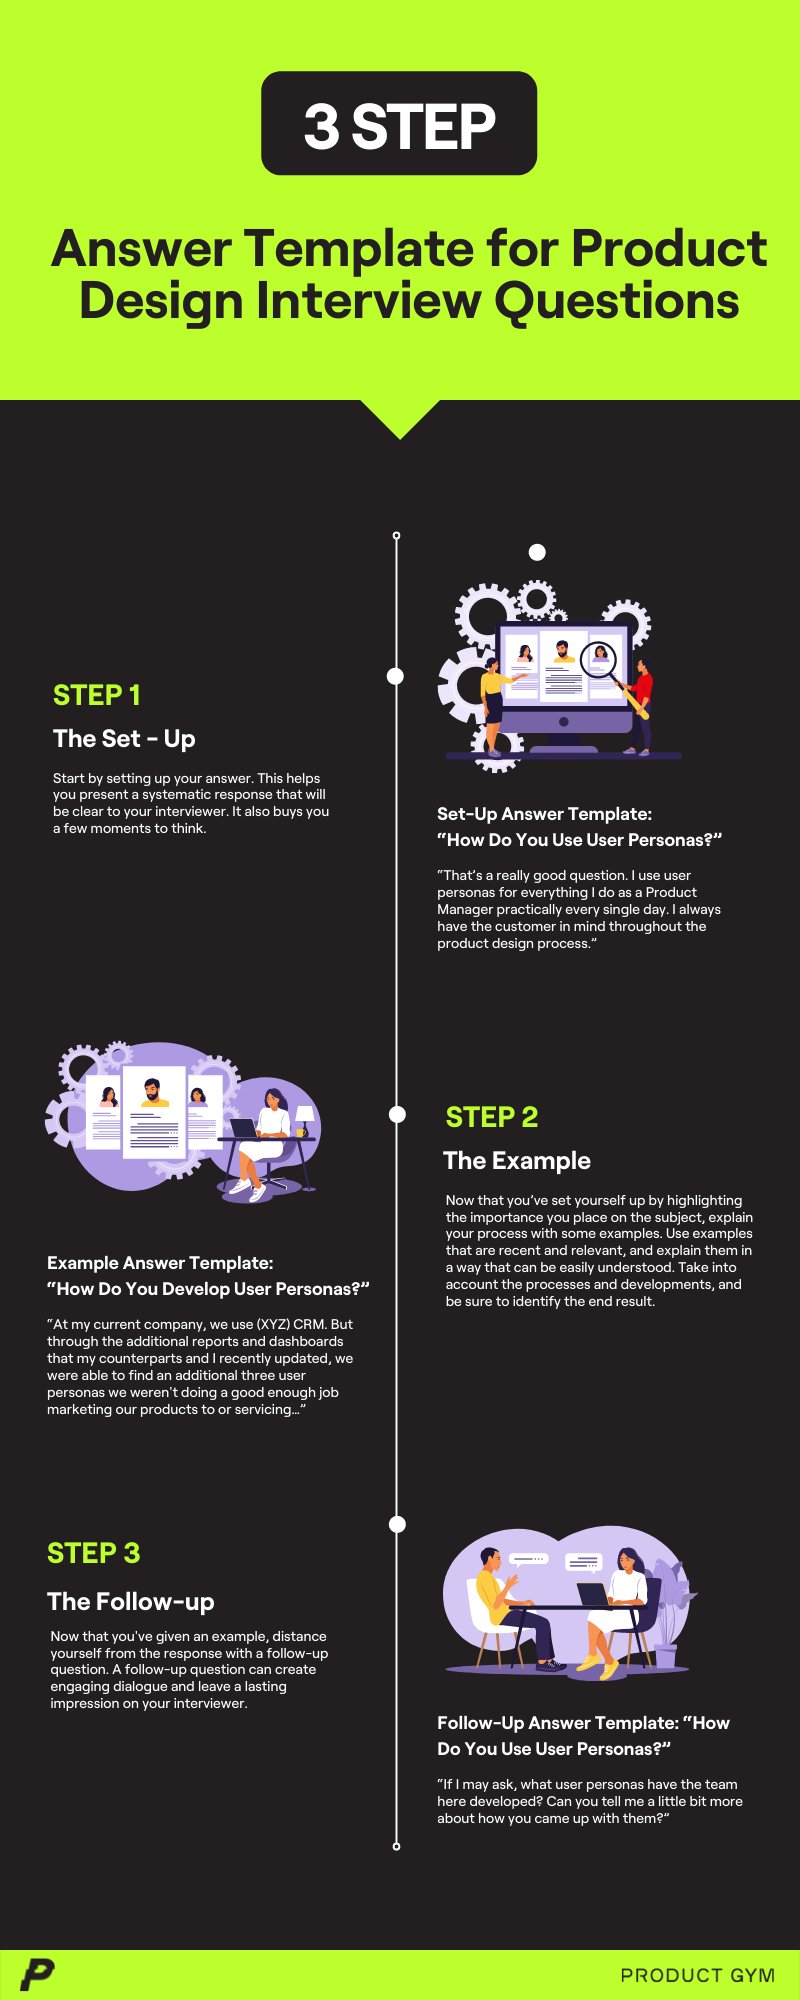 3 STEP
Answer Template for Product
Design Interview Questions
STEP 1
The Set - Up
Start by setting up your answer. This helps
you present a systematic response that will
be clear to your interviewer. It also buys you
a few moments to think.
Set-Up Answer Template:
“How Do You Use User Personas?”
“That’s a really good question. I use user
personas for everything I do as a Product
Manager practically every single day. I always
have the customer in mind throughout the
product design process.”
STEP 2
The Example
Now that you’ve set yourself up by highlighting
the importance you place on the subject, explain
your process with some examples. Use examples
that are recent and relevant, and explain them in
a way that can be easily understood. Take into
account the processes and developments, and
be sure to identify the end result.
Example Answer Template:
“How Do You Develop User Personas?”
“At my current company, we use (XYZ) CRM. But
through the additional reports and dashboards
that my counterparts and I recently updated, we
were able to find an additional three user
personas we weren't doing a good enough job
marketing our products to or servicing…”
STEP 3
The Follow-up
Now that you've given an example, distance
yourself from the response with a follow-up
question. A follow-up question can create
engaging dialogue and leave a lasting
impression on your interviewer.
Follow-Up Answer Template: “How
Do You Use User Personas?”
“If I may ask, what user personas have the team
here developed? Can you tell me a little bit more
about how you came up with them?”
P
PRODUCT GYM